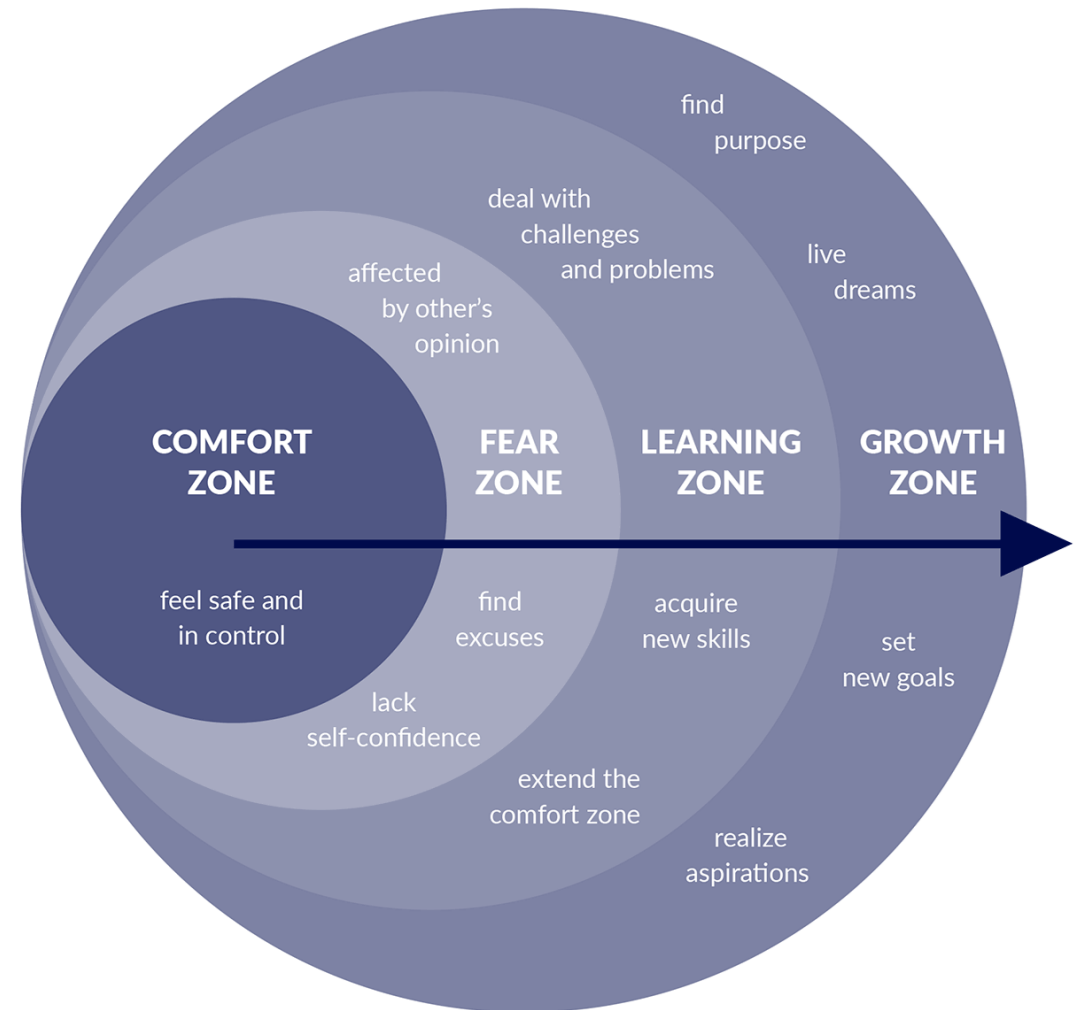 find
purpose
deal with
challenges
and problems
live
dreams
affected
by other's
opinion
COMFORT
ZONE
FEAR
ZONE
LEARNING
ZONE
GROWTH
ZONE
feel safe and
in control
find
excuses
acquire
new skills
set
new goals
lack
self-confidence
extend the
comfort zone
realize
aspirations